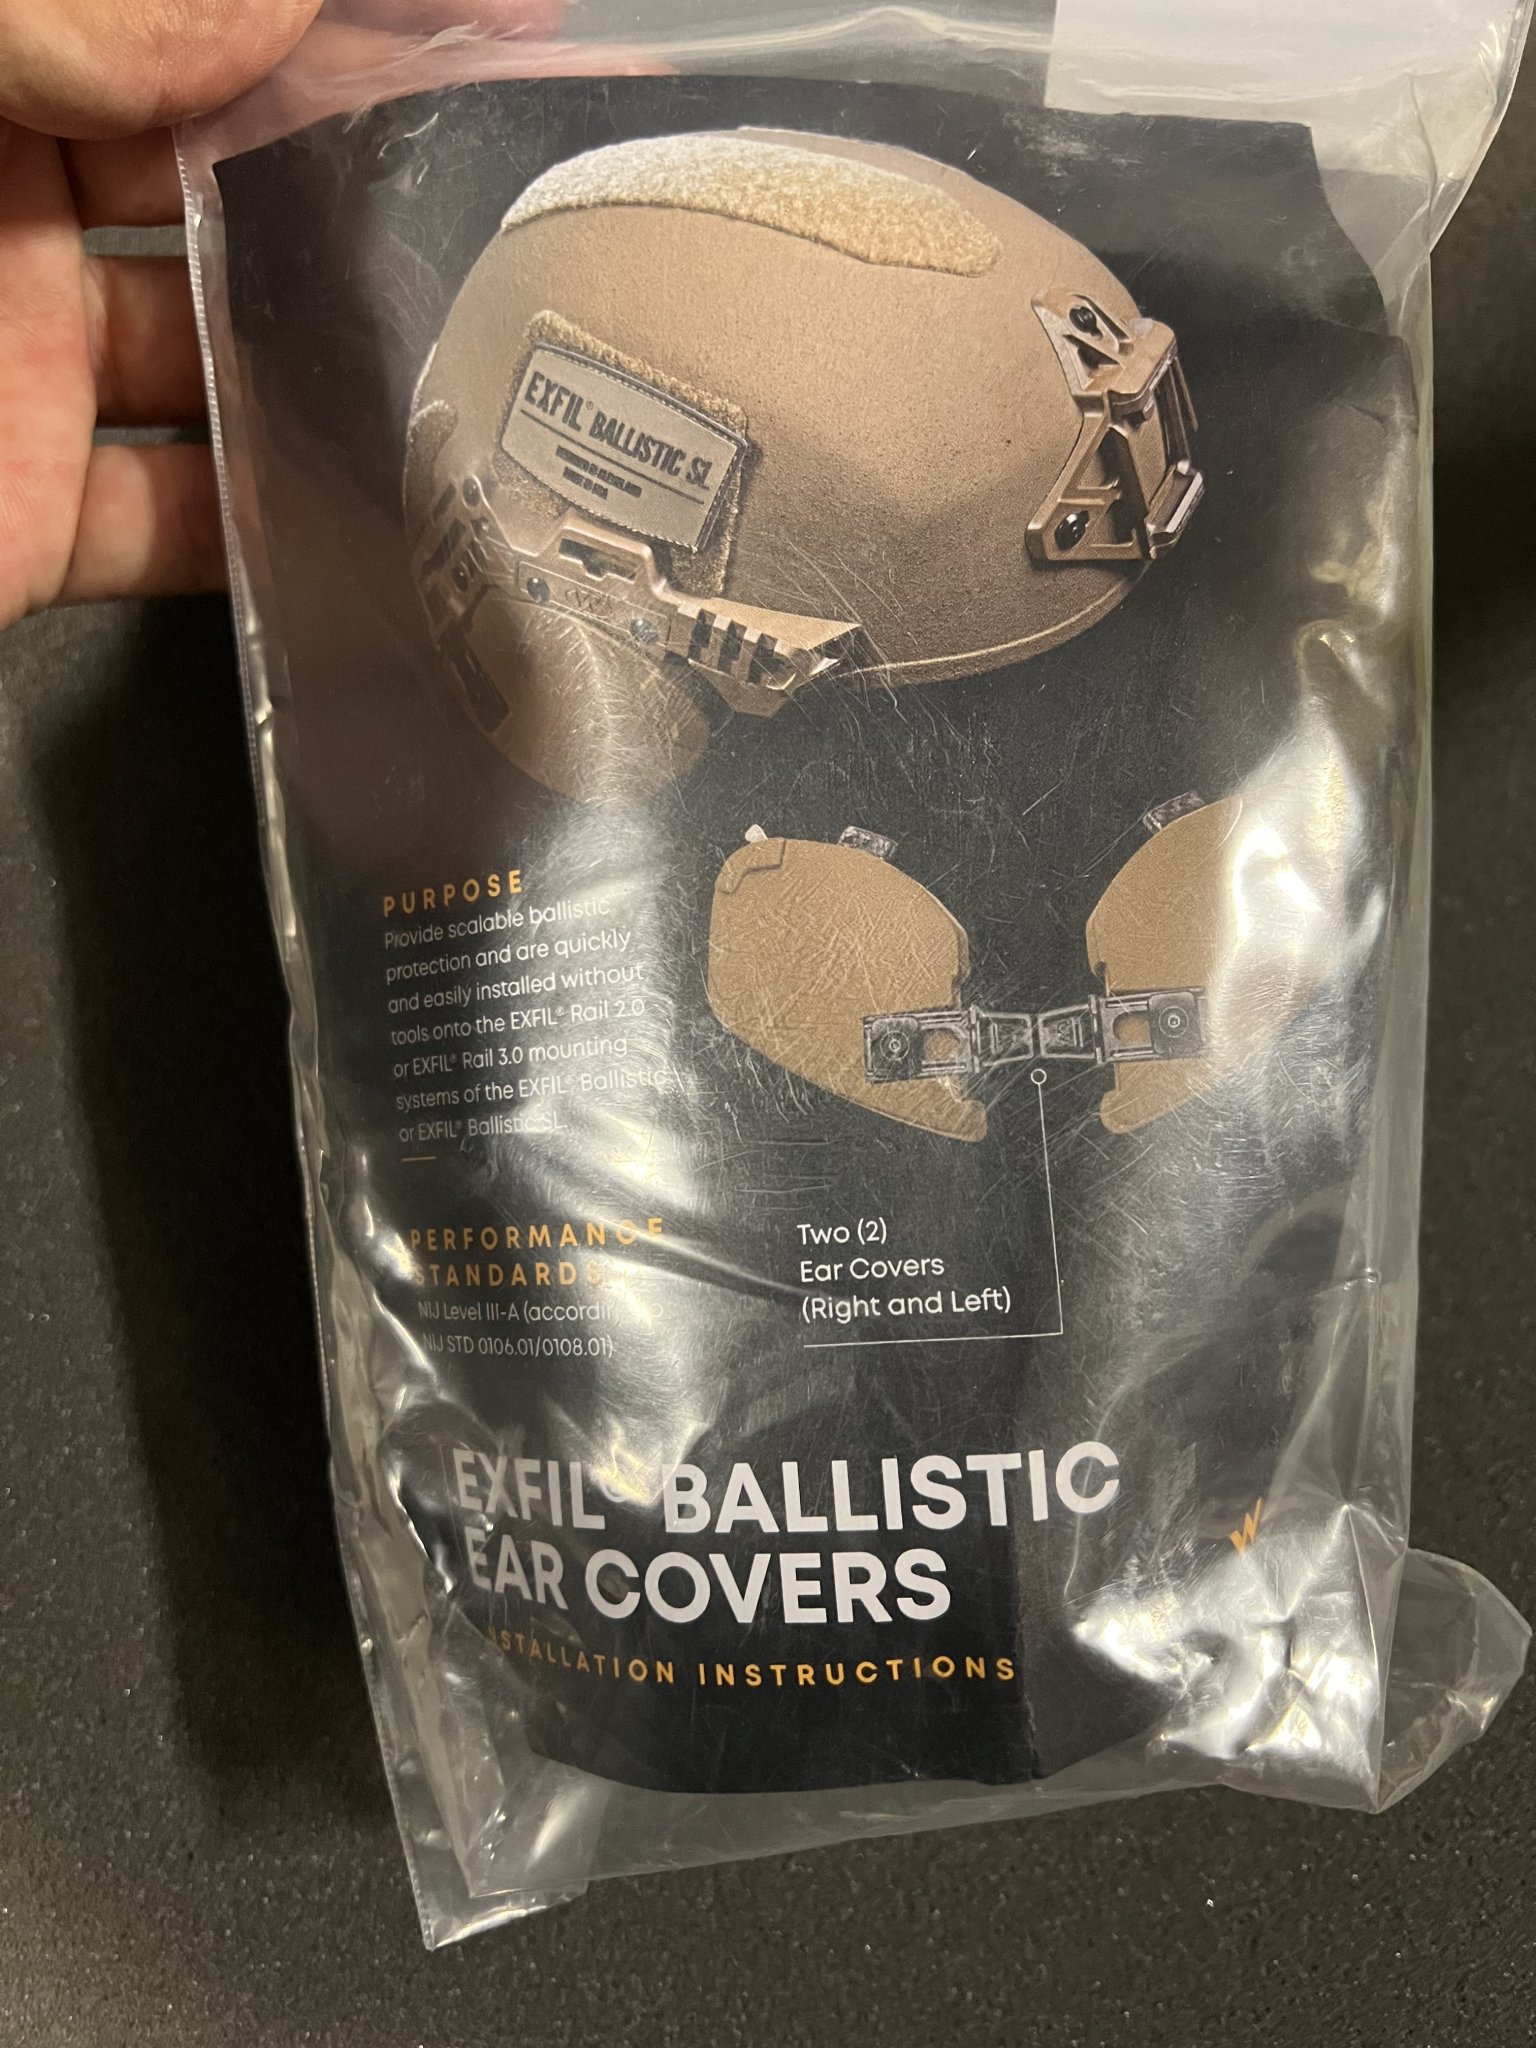 EXFIL® BALLISTIC SL
PURPOSE
Provide scalable ballistic
protection and are quickly
and easily installed without
tools onto the EXFIL® Rail 2.0
or EXFIL® Rail 3.0 mounting
systems of the EXFIL® Ballistic
or EXFIL® Ballistic SL.
PERFORMANCE
STANDARDS
NIJ Level III-A (according to
NIJ STD 0106.01/0108.01)
Two (2)
Ear Covers
(Right and Left)
EXFIL® BALLISTIC
EAR COVERS
INSTALLATION INSTRUCTIONS